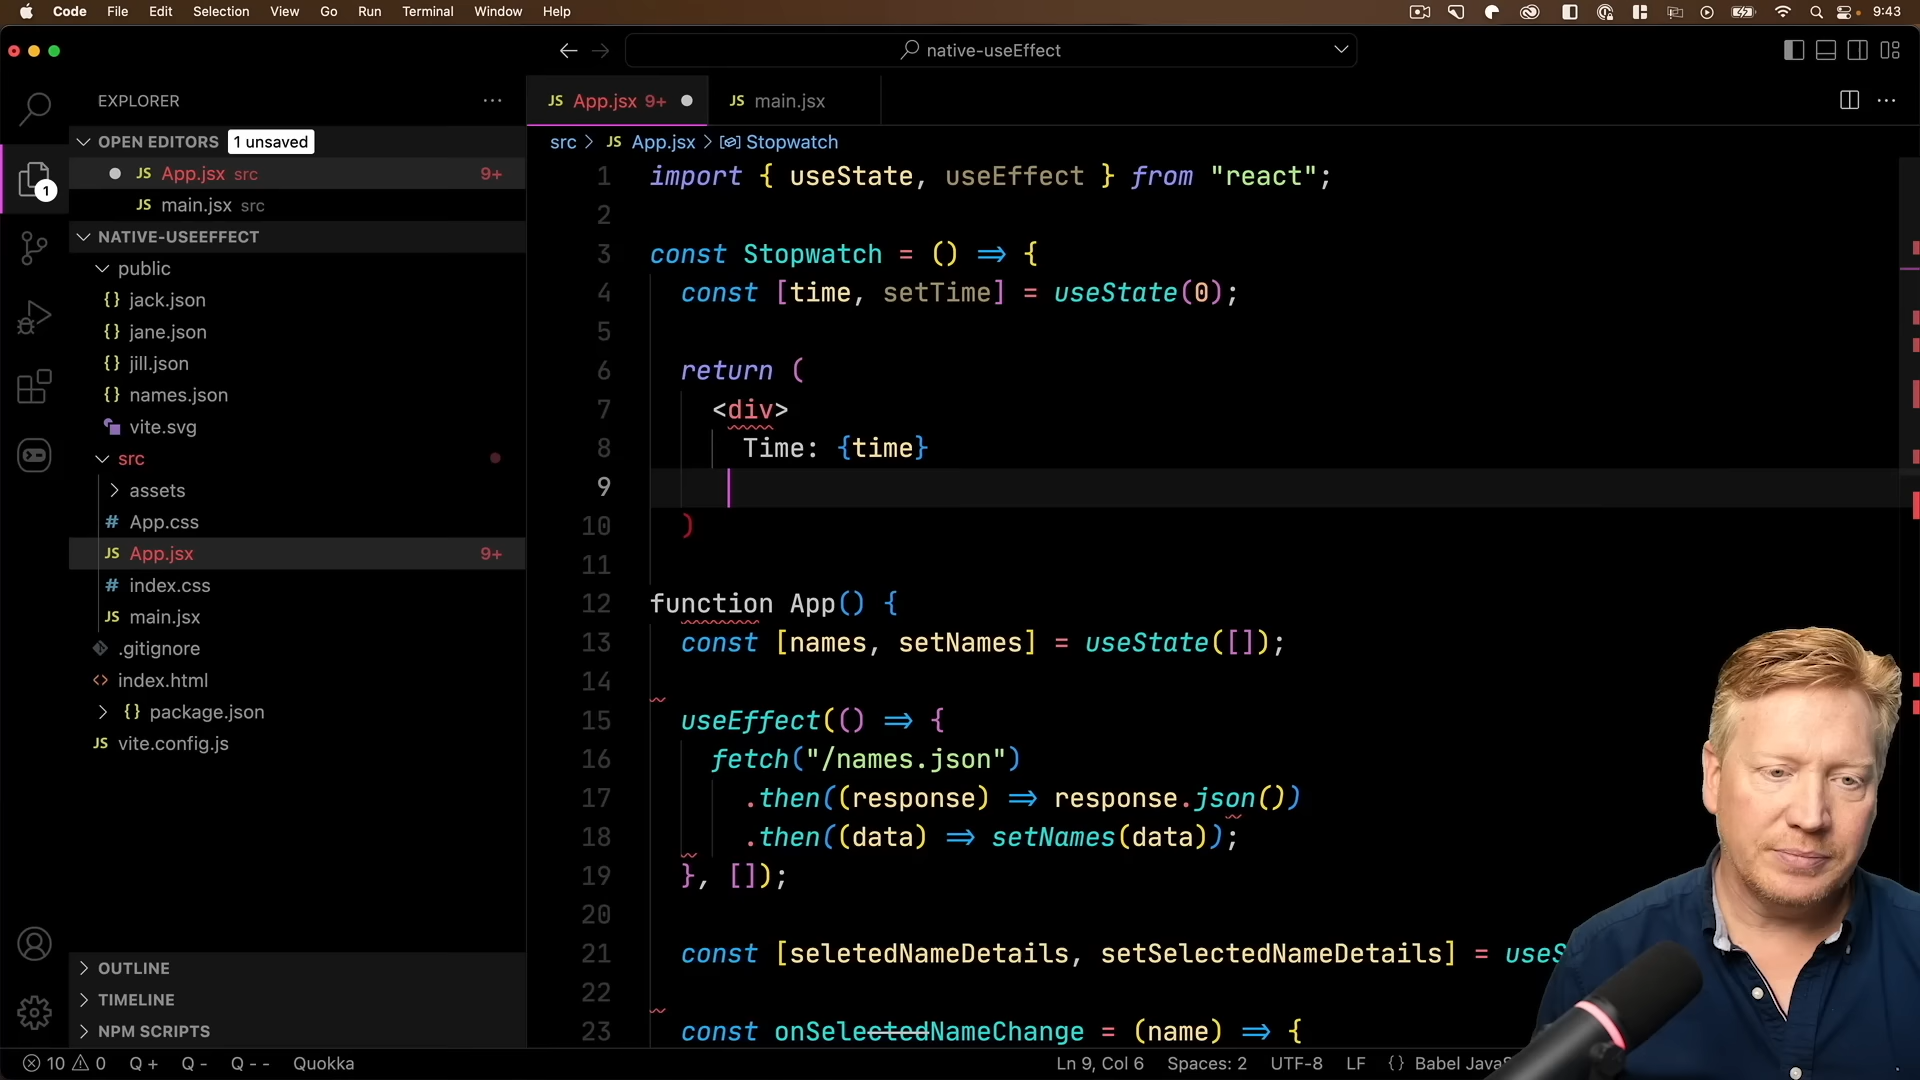 Code File Edit Selection View Go Run Terminal Window Help 9:43
native-useEffect
EXPLORER
JS App.jsx 9+ JS main.jsx
OPEN EDITORS 1 unsaved
JS App.jsx src 9+
JS main.jsx src
NATIVE-USEEFFECT
public
{} jack.json
{} jane.json
{} jill.json
{} names.json
vite.svg
src
assets
# App.css
JS App.jsx 9+
# index.css
JS main.jsx
.gitignore
<> index.html
{} package.json
JS vite.config.js
OUTLINE
TIMELINE
NPM SCRIPTS
1
src > JS App.jsx > Stopwatch
1 import { useState, useEffect } from "react";
2
3 const Stopwatch = () => {
4 const [time, setTime] = useState(0);
5
6 return (
7 <div>
8 Time: {time}
9
10 )
11
12 function App() {
13 const [names, setNames] = useState([]);
14
15 useEffect(() => {
16 fetch("/names.json")
17 .then((response) => response.json())
18 .then((data) => setNames(data));
19 }, []);
20
21 const [seletedNameDetails, setSelectedNameDetails] = useS
22
23 const onSelectedNameChange = (name) => {
10 0 Q + Q - Q - - Quokka Ln 9, Col 6 Spaces: 2 UTF-8 LF {} Babel JavaS